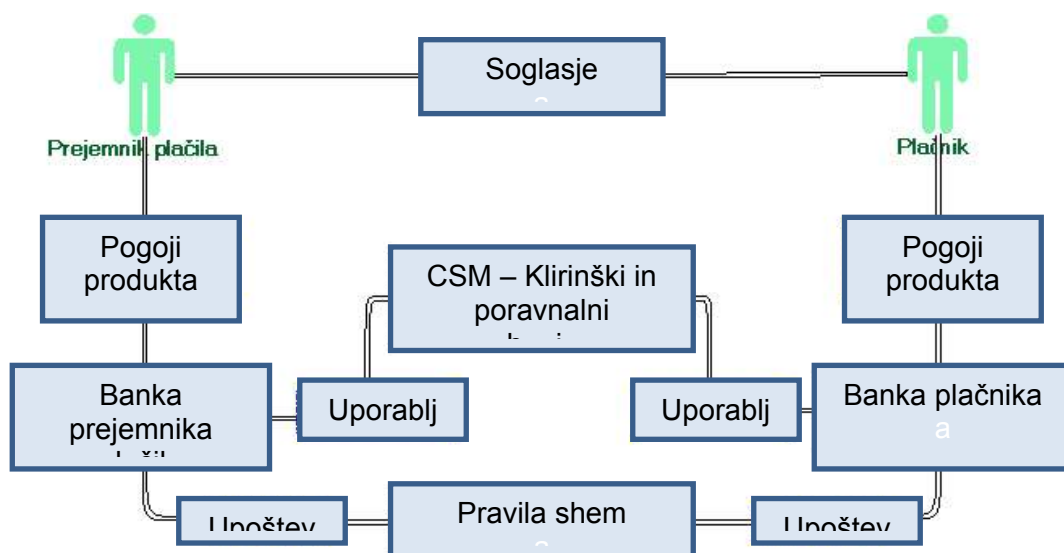 Soglasje
Prejemnik plačila
Plačnik
Pogoji
produkta
CSM – Klirinški in
poravnalni
Pogoji
produkta
Banka
prejemnika
Uporablj
Uporablj
Banka plačnika
a
Upoštev
Pravila shem
Upoštev